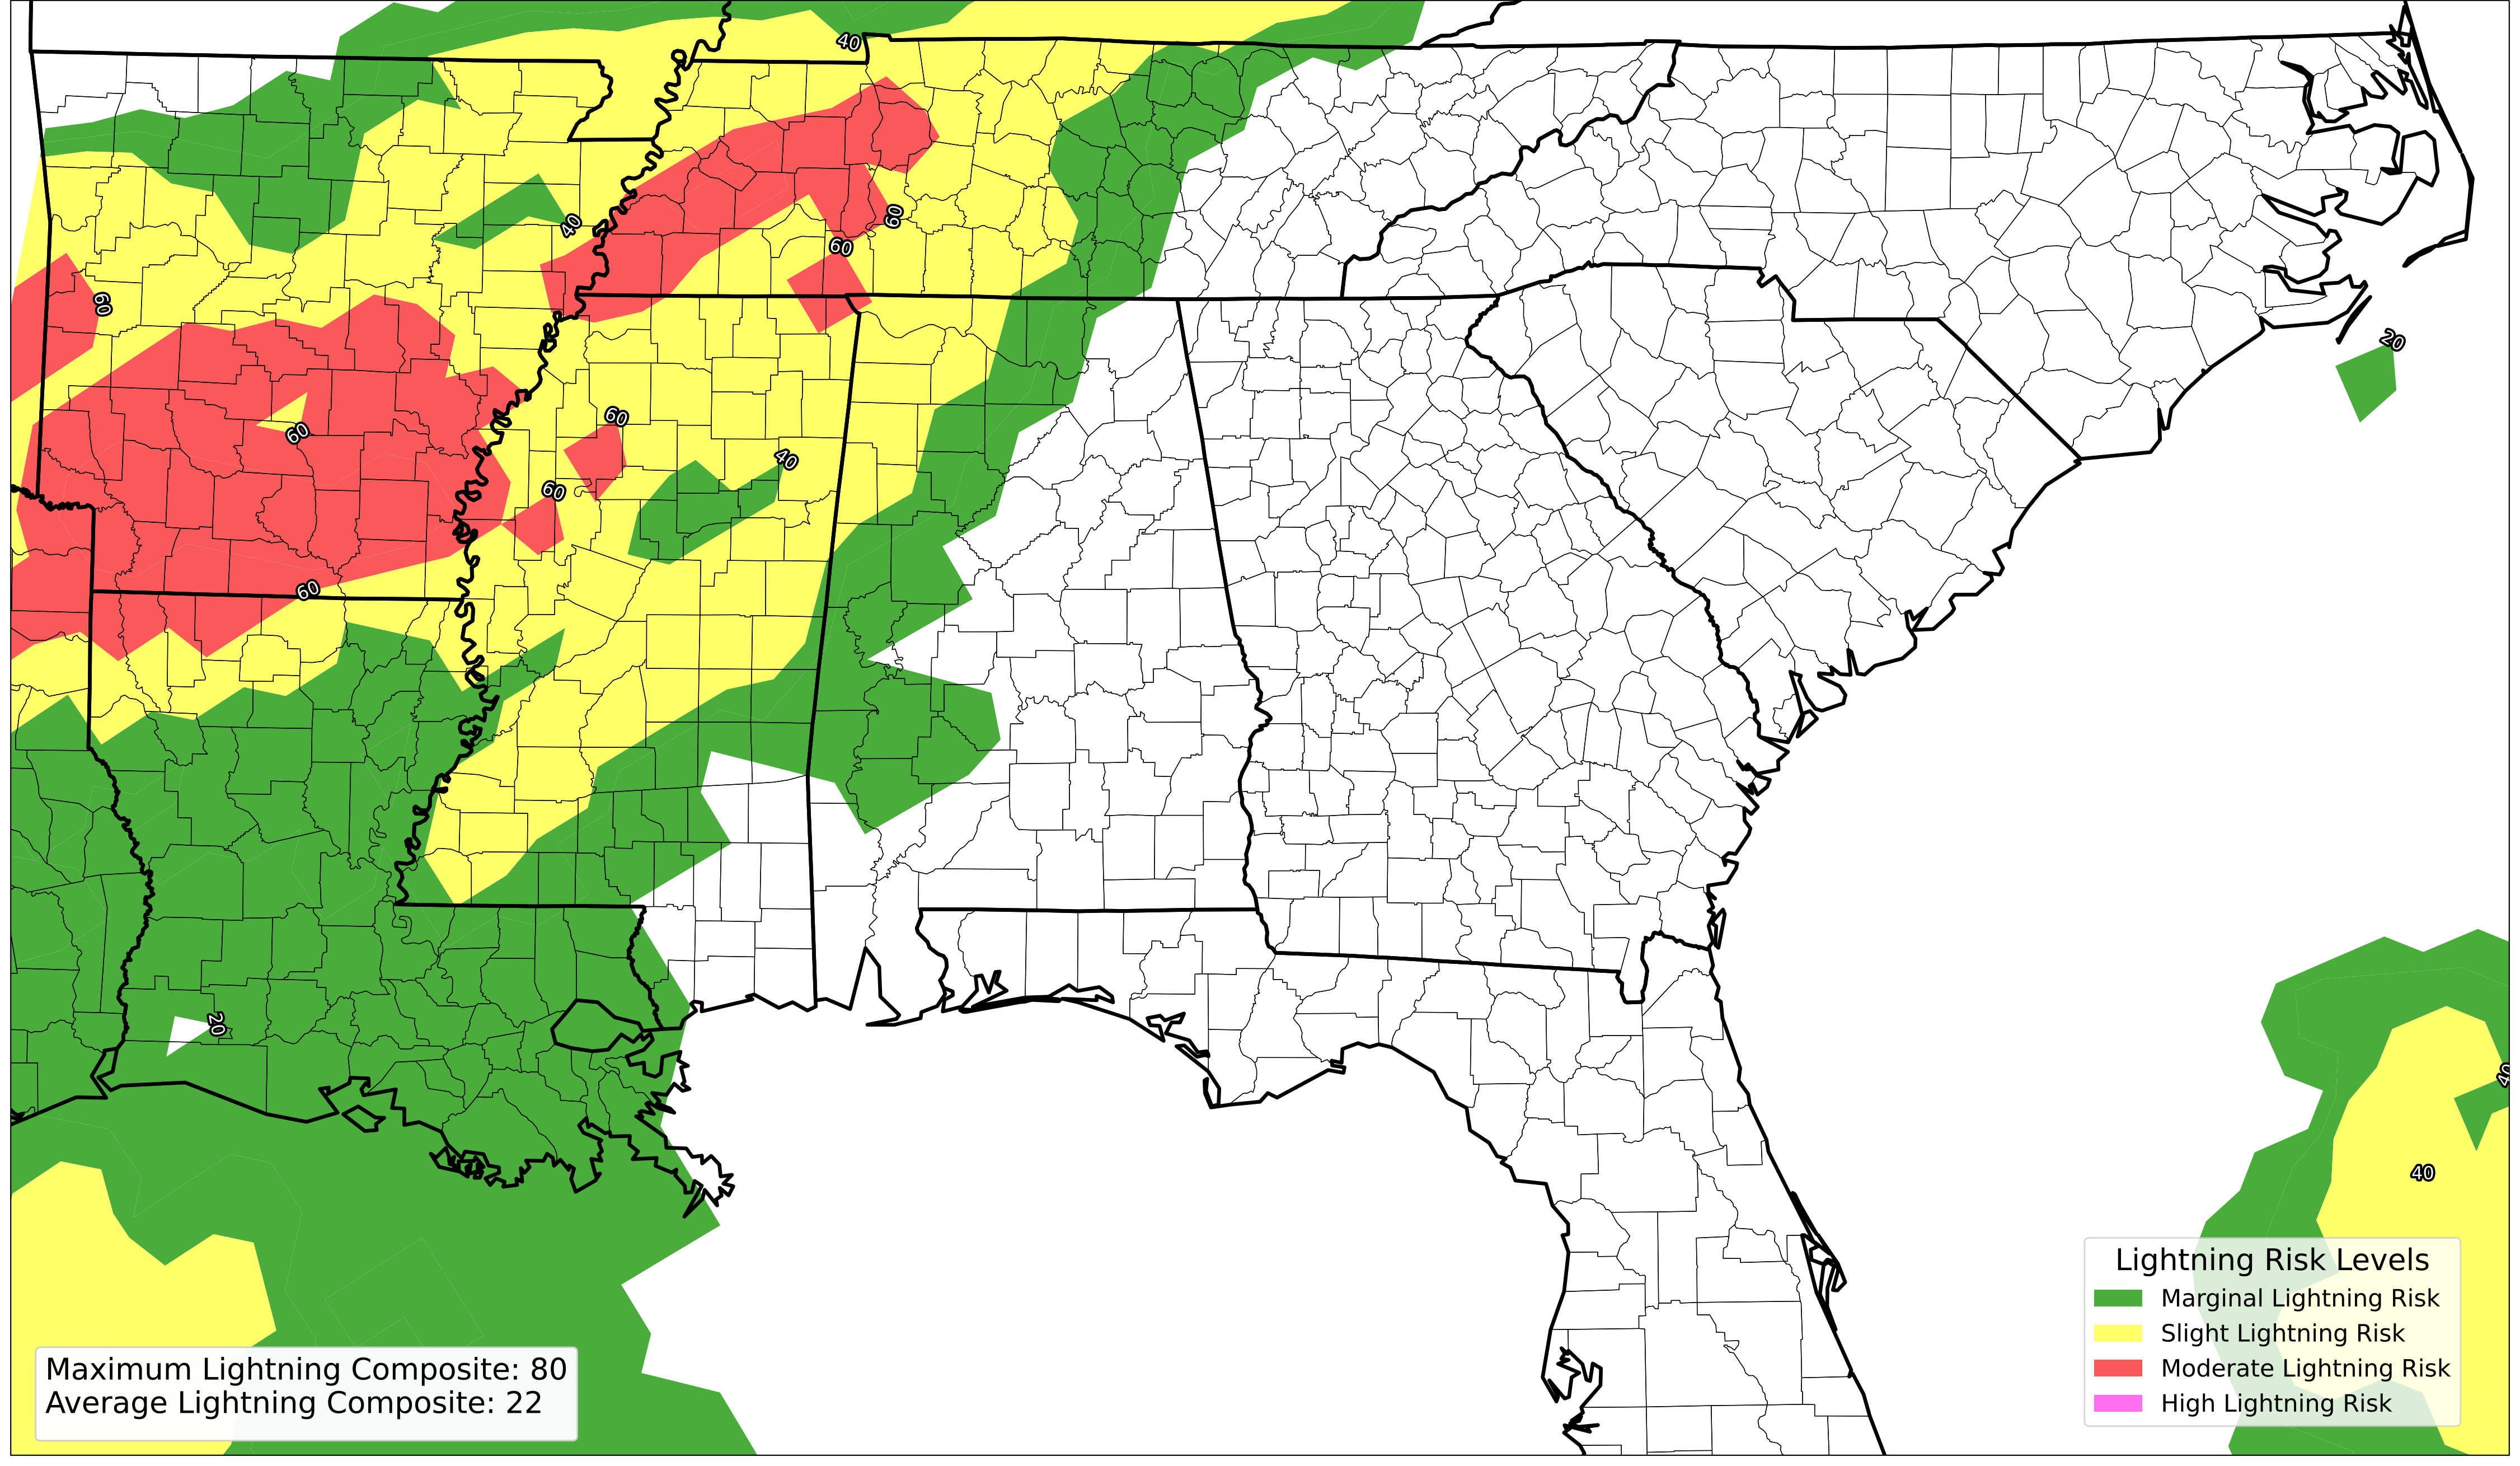 40
60
40
60
60
20
60
60
40
60
60
20
40
40
Lightning Risk Levels
Marginal Lightning Risk
Slight Lightning Risk
Moderate Lightning Risk
High Lightning Risk
Maximum Lightning Composite: 80
Average Lightning Composite: 22